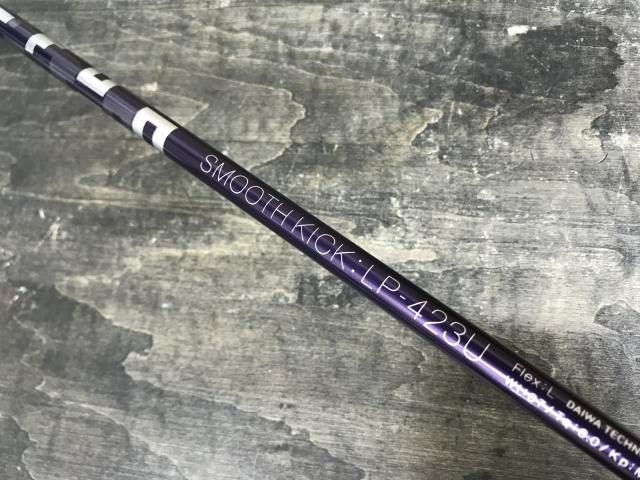 SMOOTH KICK:LP-423U
Flex:L DAIWA TECHN